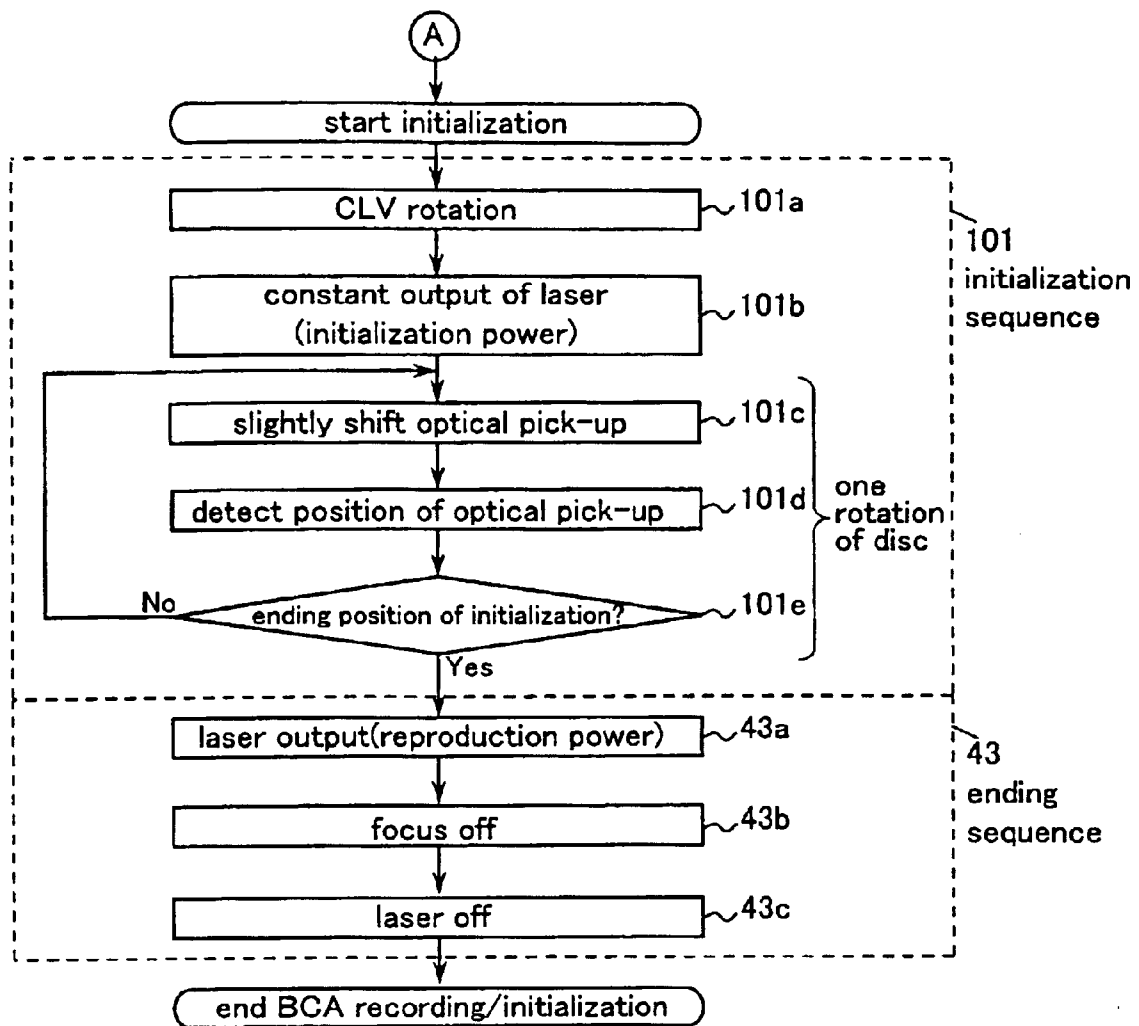 A
start initialization
CLV rotation
101a
101
initialization
sequence
constant output of laser
(initialization power)
101b
slightly shift optical pick-up
101c
detect position of optical pick-up
101d
one
rotation
of disc
ending position of initialization?
101e
No
Yes
laser output(reproduction power)
43a
43
ending
sequence
focus off
43b
laser off
43c
end BCA recording/initialization